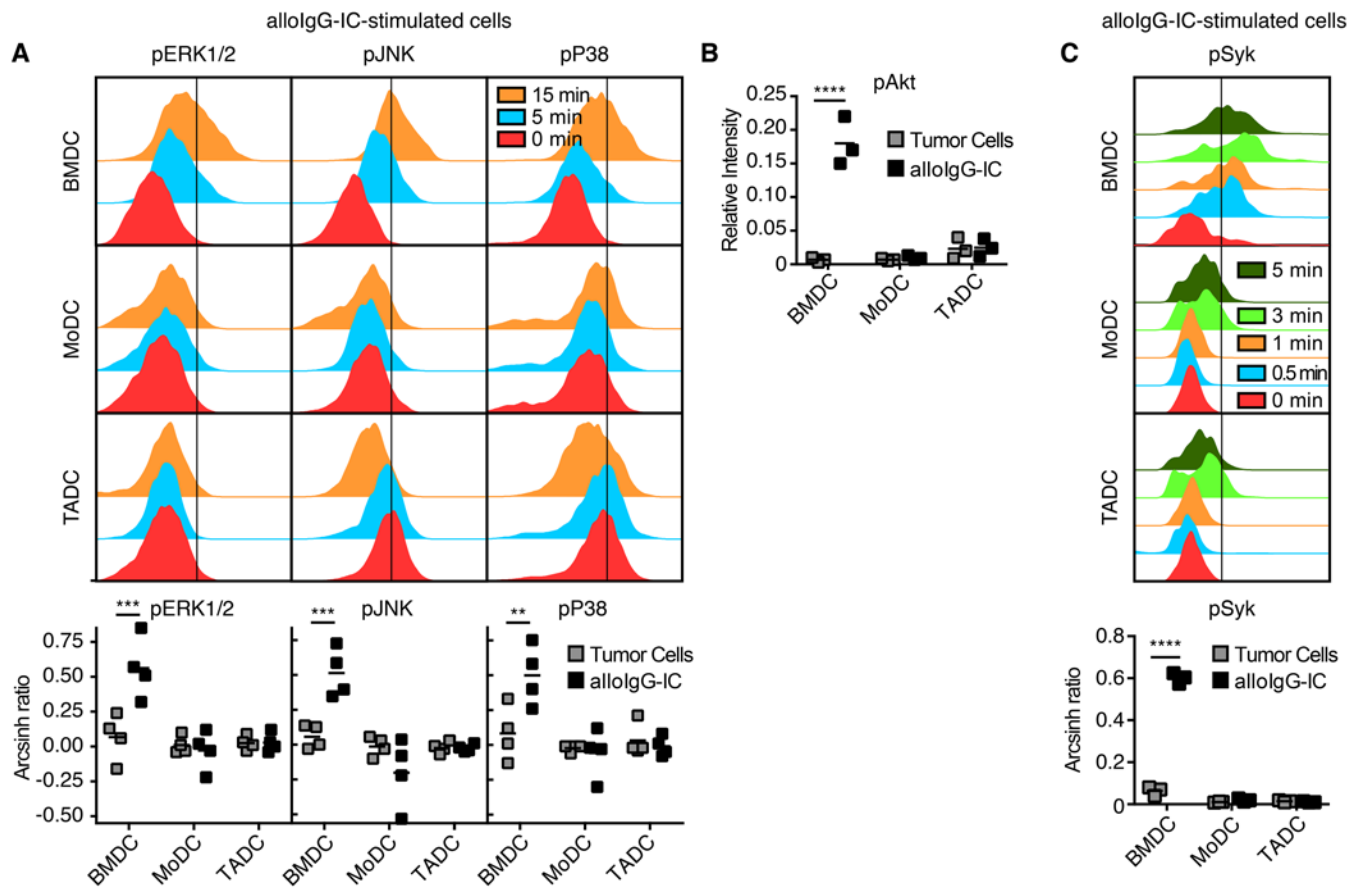 alloIgG-IC-stimulated cells
A
pERK1/2
pJNK
pP38
15 min
5 min
0 min
BMDC
MoDC
TADC
pERK1/2
pJNK
pP38
***
***
**
Tumor Cells
alloIgG-IC
Arcsinh ratio
0.75
0.50
0.25
0.00
-0.25
-0.50
BMDC
MoDC
TADC
BMDC
MoDC
TADC
BMDC
MoDC
TADC
B
pAkt
****
Tumor Cells
alloIgG-IC
Relative Intensity
0.25
0.20
0.15
0.10
0.05
0
BMDC
MoDC
TADC
alloIgG-IC-stimulated cells
C
pSyk
BMDC
MoDC
TADC
5 min
3 min
1 min
0.5 min
0 min
pSyk
****
Tumor Cells
alloIgG-IC
Arcsinh ratio
0.8
0.6
0.4
0.2
0
BMDC
MoDC
TADC